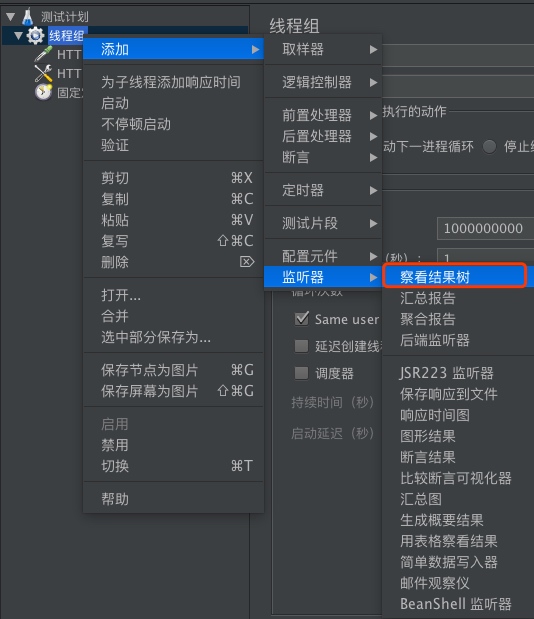 测试计划
线程组
HTT
HTT
固定
添加
为子线程添加响应时间
启动
不停顿启动
验证
剪切 ⌘X
复制 ⌘C
粘贴 ⌘V
复写 ⇧⌘C
删除 ⌦
打开...
合并
选中部分保存为...
保存节点为图片 ⌘G
保存屏幕为图片 ⇧⌘G
启用
禁用
切换 ⌘T
帮助
线程组
取样器
逻辑控制器
前置处理器
后置处理器
断言
定时器
测试片段
配置元件
监听器
执行的动作
动下一进程循环 停止线
1000000000
(秒): 1
循环次数
Same user
延迟创建线程
调度器
持续时间（秒）
启动延迟（秒）
察看结果树
汇总报告
聚合报告
后端监听器
JSR223 监听器
保存响应到文件
响应时间图
图形结果
断言结果
比较断言可视化器
汇总图
生成概要结果
用表格察看结果
简单数据写入器
邮件观察仪
BeanShell 监听器